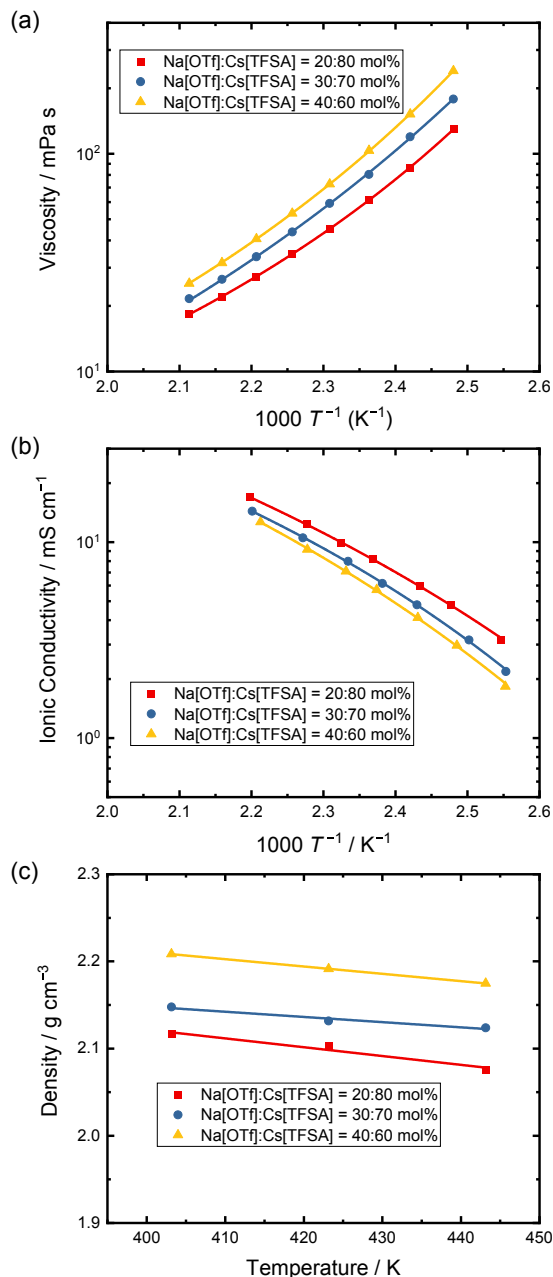 (a)
Na[OTf]:Cs[TFSA] = 20:80 mol%
Na[OTf]:Cs[TFSA] = 30:70 mol%
Na[OTf]:Cs[TFSA] = 40:60 mol%
10²
10¹
Viscosity / mPa s
2.0 2.1 2.2 2.3 2.4 2.5 2.6
1000 T⁻¹ (K⁻¹)
(b)
10¹
10⁰
Ionic Conductivity / mS cm⁻¹
Na[OTf]:Cs[TFSA] = 20:80 mol%
Na[OTf]:Cs[TFSA] = 30:70 mol%
Na[OTf]:Cs[TFSA] = 40:60 mol%
2.0 2.1 2.2 2.3 2.4 2.5 2.6
1000 T⁻¹ / K⁻¹
(c)
2.3
2.2
2.1
2.0
1.9
Density / g cm⁻³
Na[OTf]:Cs[TFSA] = 20:80 mol%
Na[OTf]:Cs[TFSA] = 30:70 mol%
Na[OTf]:Cs[TFSA] = 40:60 mol%
400 410 420 430 440 450
Temperature / K